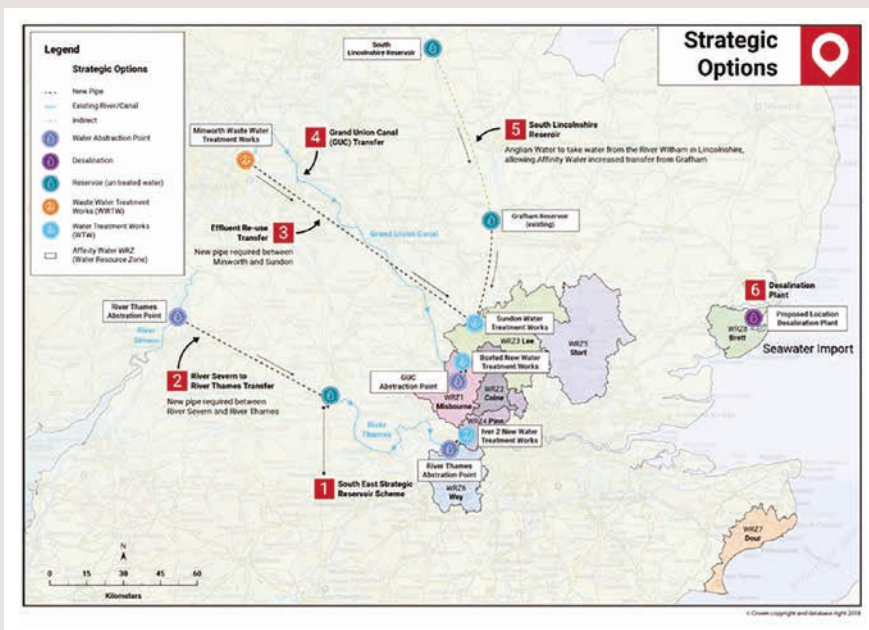 Strategic
Options
Legend
Strategic Options
New Pipe
Existing River/Canal
Indirect
Water Abstraction Point
Desalination
Reservoir (un-treated water)
Waste Water Treatment
Works (WWTW)
Water Treatment Works
(WTW)
Affinity Water WRZ
(Water Resource Zone)
South
Lincolnshire Reservoir
Minworth Waste Water
Treatment Works
4
Grand Union Canal
(GUC) Transfer
5
South Lincolnshire
Reseroir
Anglian Water to take water from the River Witham in Lincolnshire,
allowing Affinity Water increased transfer from Grafham
Effluent Re-use
Transfer
3
New pipe required between
Minworth and Sundon
Grand Union Canal
Grafham Reservoir
(existing)
River Thames
Abstration Point
River
Severn
2
River Severn to
River Thames Transfer
New pipe required between
River Severn and River Thames
Sundon Water
Treatment Works
WRZ3 Lee
WRZ5
Stort
Boxted New Water
Treatment Works
GUC
Abstraction Point
WRZ1
Misbourne
WRZ2
Colne
WRZ4 Pinn
Iver 2 New Water
Treatment Works
River
Thames
River Thames
Abstraction Point
WRZ6
Wey
1
South East Strategic
Reservoir Scheme
6
Desalination
Plant
Proposed Location
Desalination Plant
WRZ8
Brett
Seawater Import
WRZ7
Dour
N
0 15 30 45 60
Kilometers
© Crown copyright and database right 2018